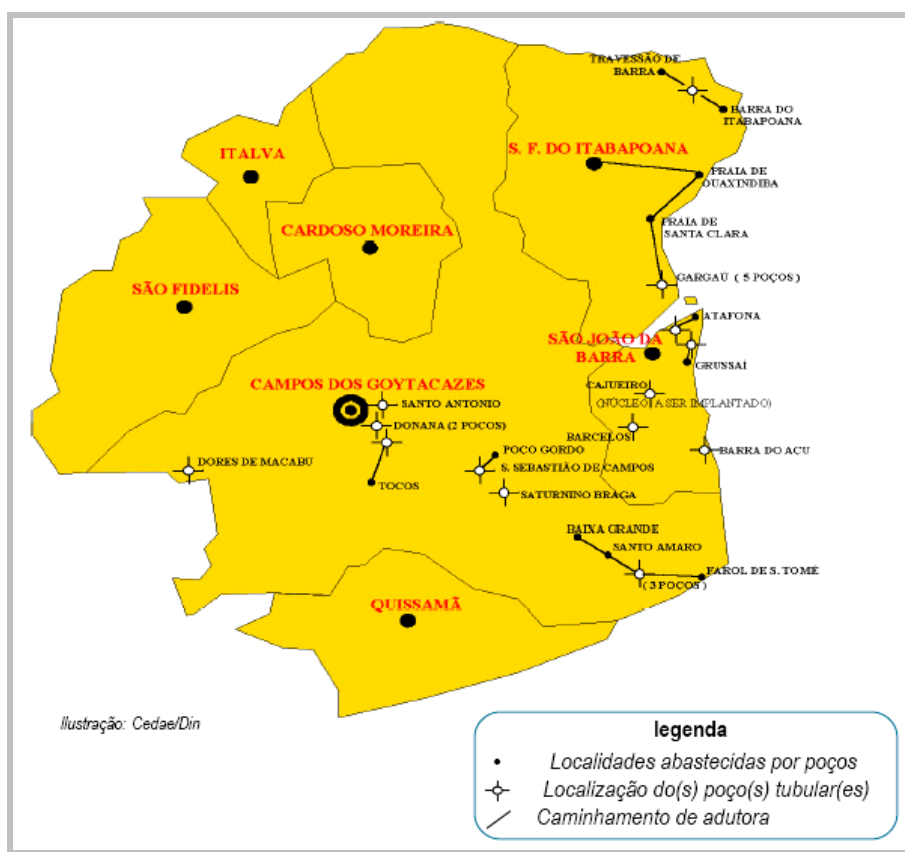 TRAVESSÃO DE
BARRA
BARRA DO
ITABAPOANA
ITALVA
S. F. DO ITABAPOANA
PRAIA DE
OUAXINDIBA
CARDOSO MOREIRA
PRAIA DE
SANTA CLARA
SÃO FIDELIS
GARGAÚ ( 5 POÇOS)
ATAFONA
SÃO JOÃO DA
BARRA
GRUSSAÍ
CAMPOS DOS GOYTACAZES
CAJUEIRO
(NÚCLEO A SER IMPLANTADO)
SANTO ANTONIO
DONANA (2 POCOS)
BARCELOS
POCO GORDO
BARRA DO ACU
DORES DE MACABU
S. SEBASTIÃO DE CAMPOS
TOCOS
SATURNINO BRAGA
BAIXA GRANDE
SANTO AMARO
FAROL DE S. TOMÉ
( 3 POÇOS )
QUISSAMÃ
Ilustração: Cedae/Din
legenda
Localidades abastecidas por poços
Localização do(s) poço(s) tubular(es)
Caminhamento de adutora